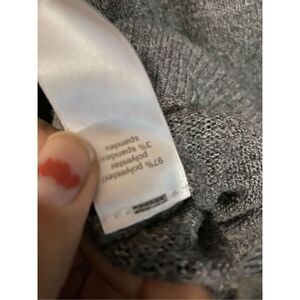 97% polyester/
3% spandex
polyester
spandex